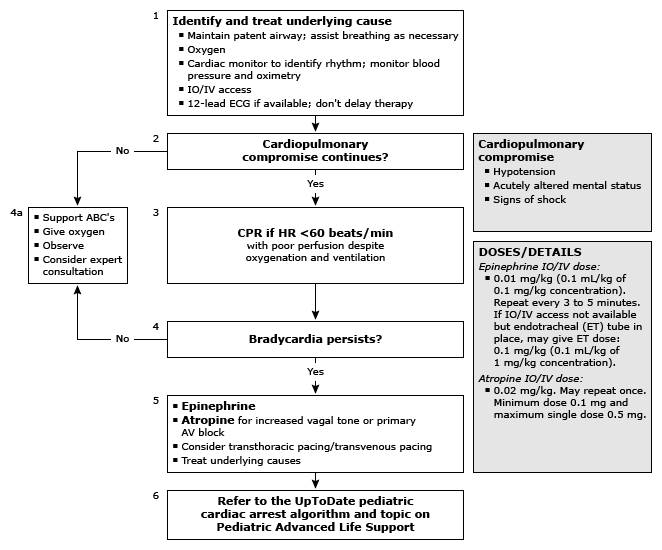 1
Identify and treat underlying cause
▪ Maintain patent airway; assist breathing as necessary
▪ Oxygen
▪ Cardiac monitor to identify rhythm; monitor blood
pressure and oximetry
▪ IO/IV access
▪ 12-lead ECG if available; don't delay therapy
2
Cardiopulmonary
compromise continues?
No
Yes
Cardiopulmonary
compromise
▪ Hypotension
▪ Acutely altered mental status
▪ Signs of shock
4a
▪ Support ABC's
▪ Give oxygen
▪ Observe
▪ Consider expert
consultation
3
CPR if HR <60 beats/min
with poor perfusion despite
oxygenation and ventilation
DOSES/DETAILS
Epinephrine IO/IV dose:
▪ 0.01 mg/kg (0.1 mL/kg of
0.1 mg/kg concentration).
Repeat every 3 to 5 minutes.
If IO/IV access not available
but endotracheal (ET) tube in
place, may give ET dose:
0.1 mg/kg (0.1 mL/kg of
1 mg/kg concentration).
Atropine IO/IV dose:
▪ 0.02 mg/kg. May repeat once.
Minimum dose 0.1 mg and
maximum single dose 0.5 mg.
4
Bradycardia persists?
No
Yes
5
▪ Epinephrine
▪ Atropine for increased vagal tone or primary
AV block
▪ Consider transthoracic pacing/transvenous pacing
▪ Treat underlying causes
6
Refer to the UpToDate pediatric
cardiac arrest algorithm and topic on
Pediatric Advanced Life Support